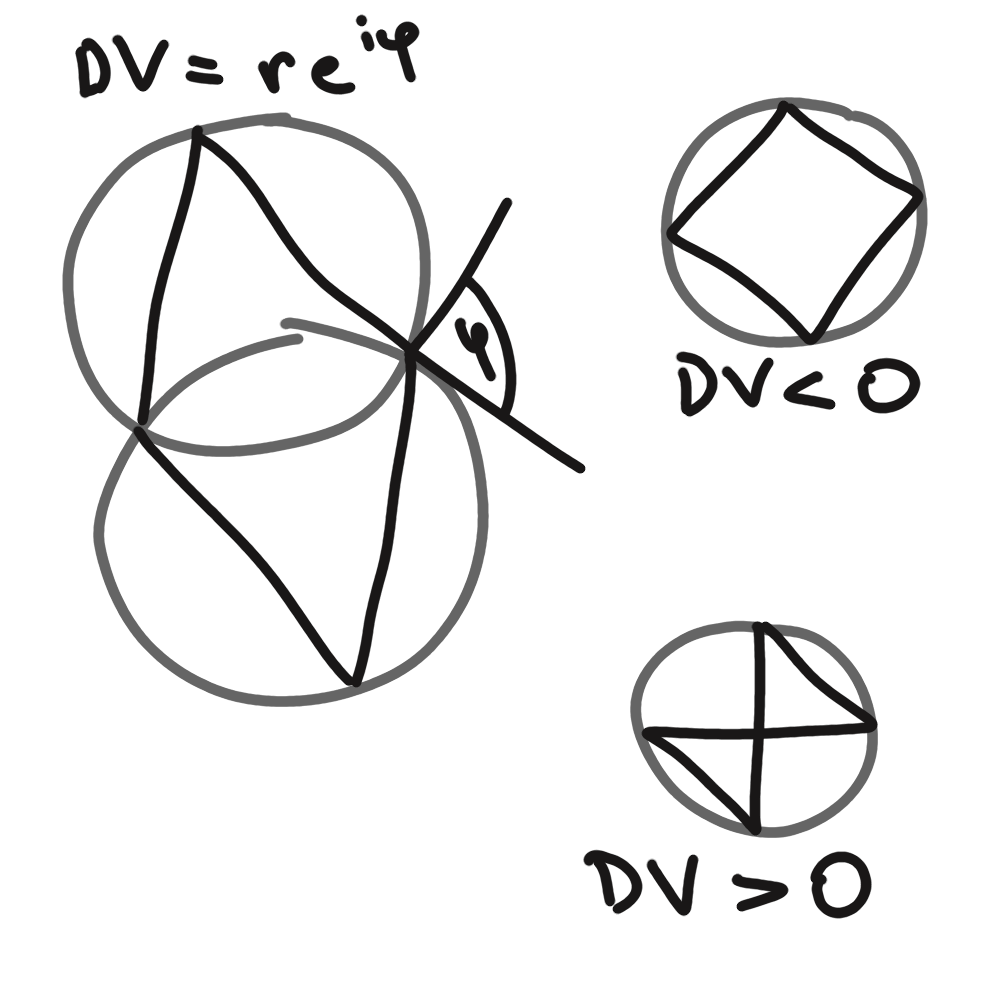 DV = re^{iφ}
φ
DV < 0
DV > 0